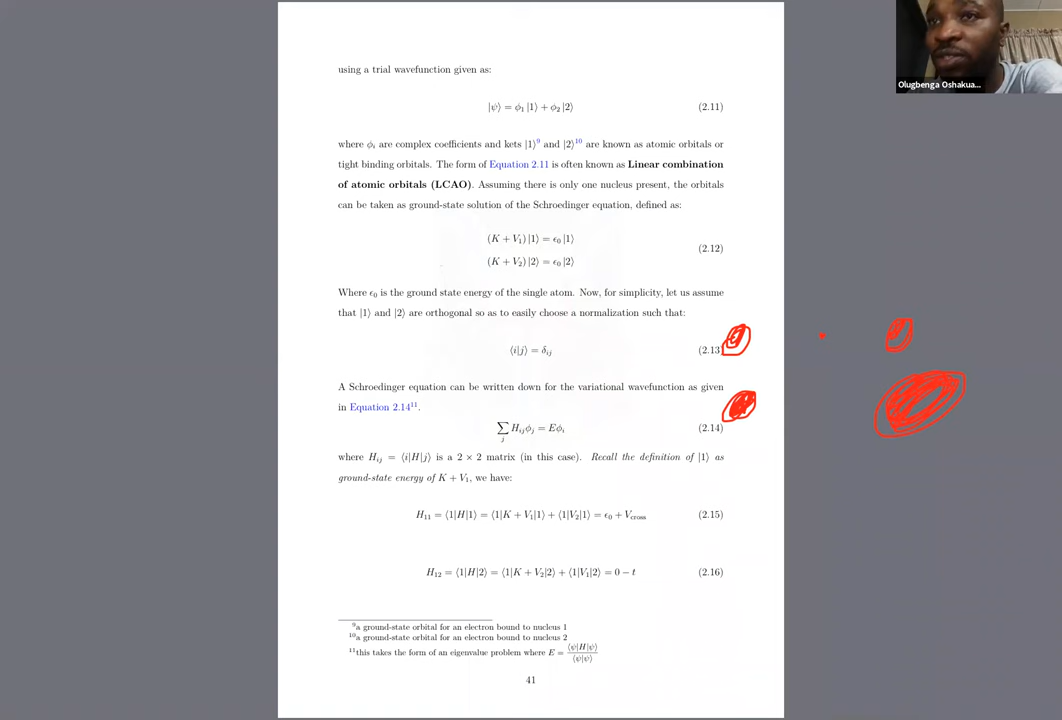 Olugbenga Oshakua...
using a trial wavefunction given as:
|ψ⟩ = ϕ₁ |1⟩ + ϕ₂ |2⟩ (2.11)
where ϕᵢ are complex coefficients and kets |1⟩⁹ and |2⟩¹⁰ are known as atomic orbitals or
tight binding orbitals. The form of Equation 2.11 is often known as Linear combination
of atomic orbitals (LCAO). Assuming there is only one nucleus present, the orbitals
can be taken as ground-state solution of the Schroedinger equation, defined as:
(K + V₁) |1⟩ = ϵ₀ |1⟩
(K + V₂) |2⟩ = ϵ₀ |2⟩ (2.12)
Where ϵ₀ is the ground state energy of the single atom. Now, for simplicity, let us assume
that |1⟩ and |2⟩ are orthogonal so as to easily choose a normalization such that:
⟨i|j⟩ = δᵢⱼ (2.13)
A Schroedinger equation can be written down for the variational wavefunction as given
in Equation 2.14¹¹.
∑ⱼ Hᵢⱼϕⱼ = Eϕᵢ (2.14)
where Hᵢⱼ = ⟨i|H|j⟩ is a 2 × 2 matrix (in this case). Recall the definition of |1⟩ as
ground-state energy of K + V₁, we have:
H₁₁ = ⟨1|H|1⟩ = ⟨1|K + V₁|1⟩ + ⟨1|V₂|1⟩ = ϵ₀ + V_cross (2.15)
H₁₂ = ⟨1|H|2⟩ = ⟨1|K + V₂|2⟩ + ⟨1|V₁|2⟩ = 0 − t (2.16)
⁹a ground-state orbital for an electron bound to nucleus 1
¹⁰a ground-state orbital for an electron bound to nucleus 2
¹¹this takes the form of an eigenvalue problem where E = ⟨ψ|H|ψ⟩/⟨ψ|ψ⟩
41